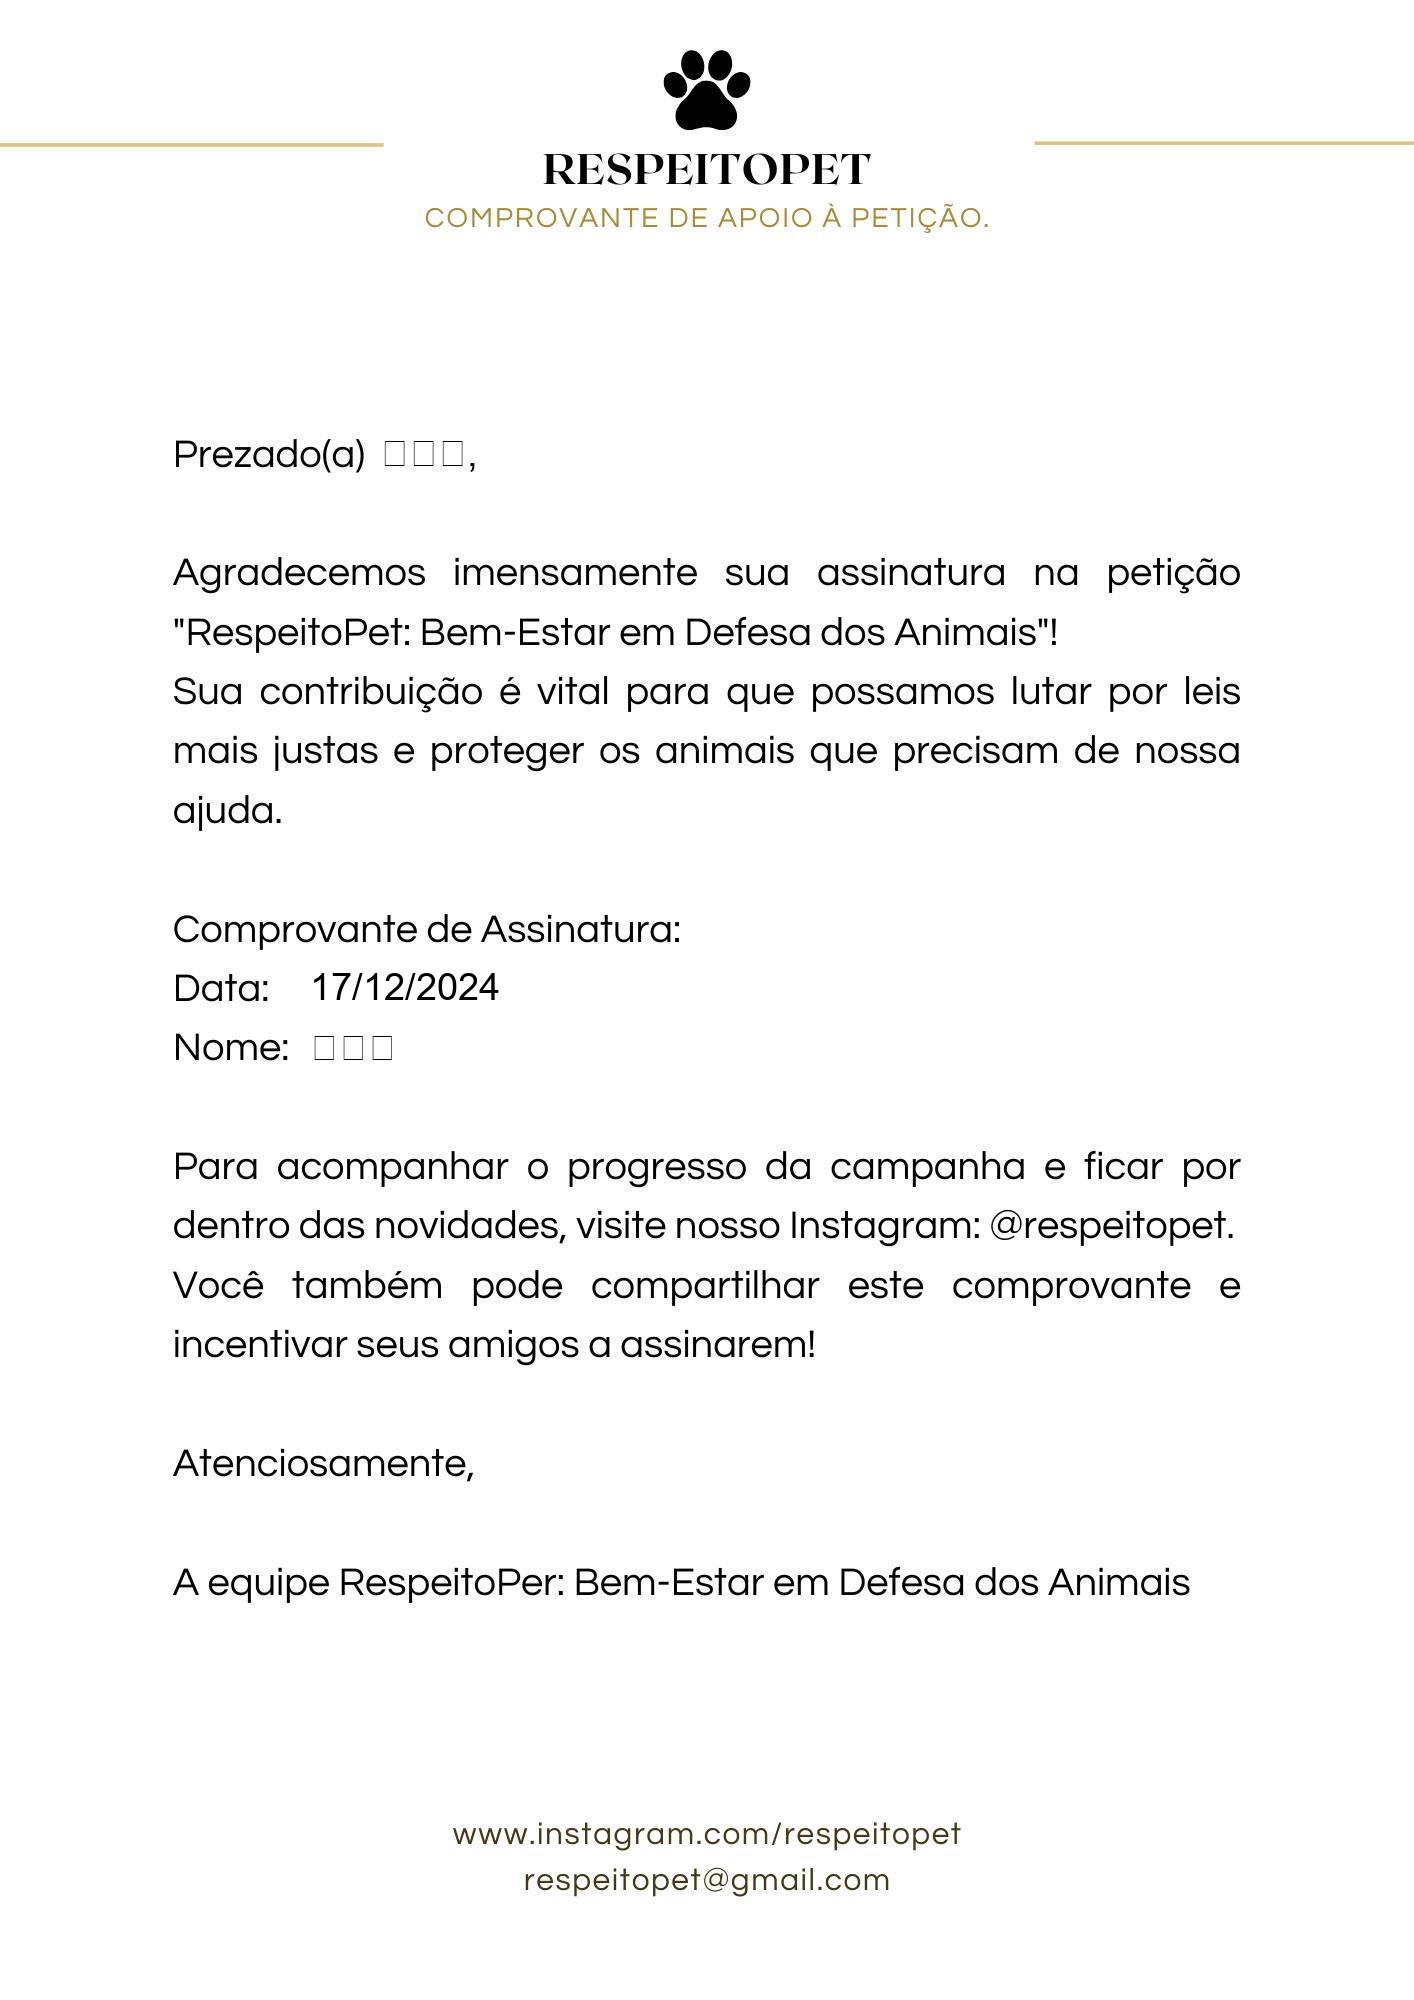 RESPEITOPET
COMPROVANTE DE APOIO À PETIÇÃO.
Prezado(a) □□□,
Agradecemos imensamente sua assinatura na petição
"RespeitoPet: Bem-Estar em Defesa dos Animais"!
Sua contribuição é vital para que possamos lutar por leis
mais justas e proteger os animais que precisam de nossa
ajuda.
Comprovante de Assinatura:
Data: 17/12/2024
Nome: □□□
Para acompanhar o progresso da campanha e ficar por
dentro das novidades, visite nosso Instagram: @respeitopet.
Você também pode compartilhar este comprovante e
incentivar seus amigos a assinarem!
Atenciosamente,
A equipe RespeitoPer: Bem-Estar em Defesa dos Animais
www.instagram.com/respeitopet
respeitopet@gmail.com